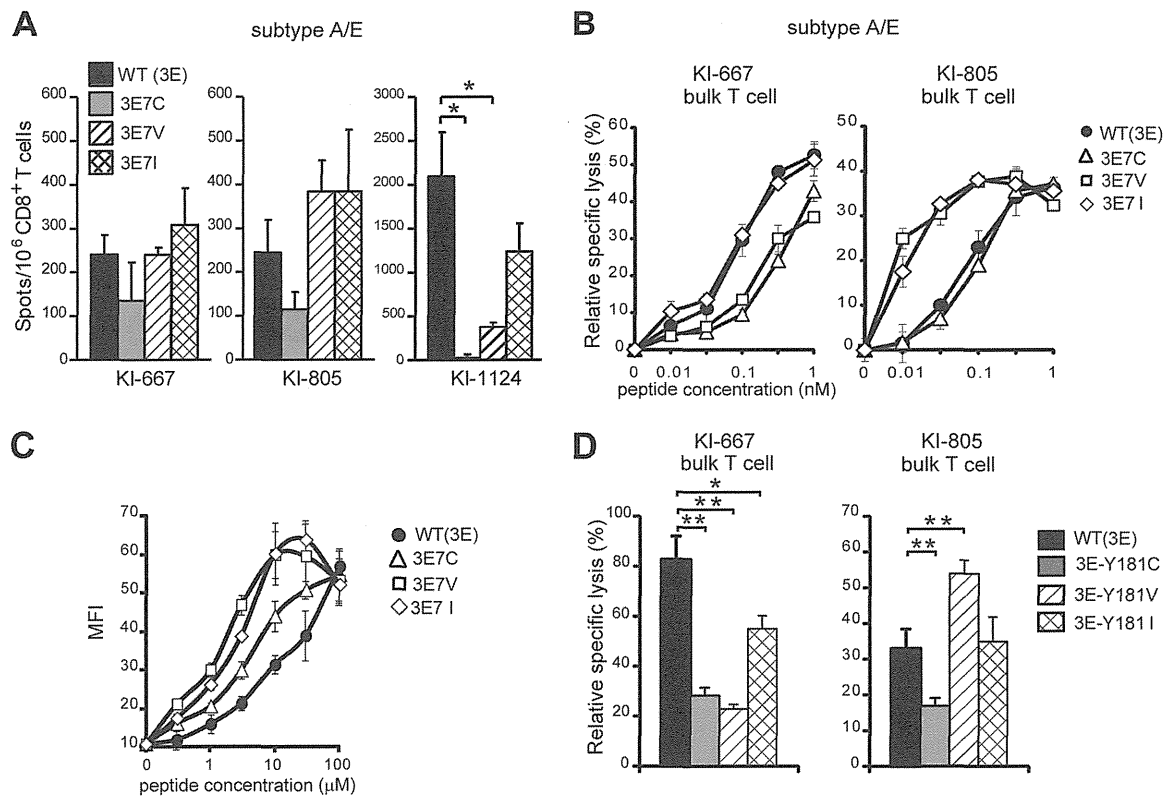 A
subtype A/E
WT (3E)
3E7C
3E7V
3E7I
Spots/10⁶ CD8⁺ T cells
600
500
400
300
200
100
0
KI-667
600
500
400
300
200
100
0
KI-805
3000
2500
2000
1500
1000
500
0
* *
KI-1124
B
subtype A/E
KI-667
bulk T cell
KI-805
bulk T cell
Relative specific lysis (%)
60
50
40
30
20
10
0
0 0.01 0.1 1
50
40
30
20
10
0
0 0.01 0.1 1
peptide concentration (nM)
WT(3E)
3E7C
3E7V
3E7 I
C
MFI
70
60
50
40
30
20
10
0 1 10 100
peptide concentration (µM)
WT(3E)
3E7C
3E7V
3E7 I
D
KI-667
bulk T cell
KI-805
bulk T cell
Relative specific lysis (%)
100
80
60
40
20
0
*
**
**
70
60
50
40
30
20
10
0
**
**
WT(3E)
3E-Y181C
3E-Y181V
3E-Y181 I